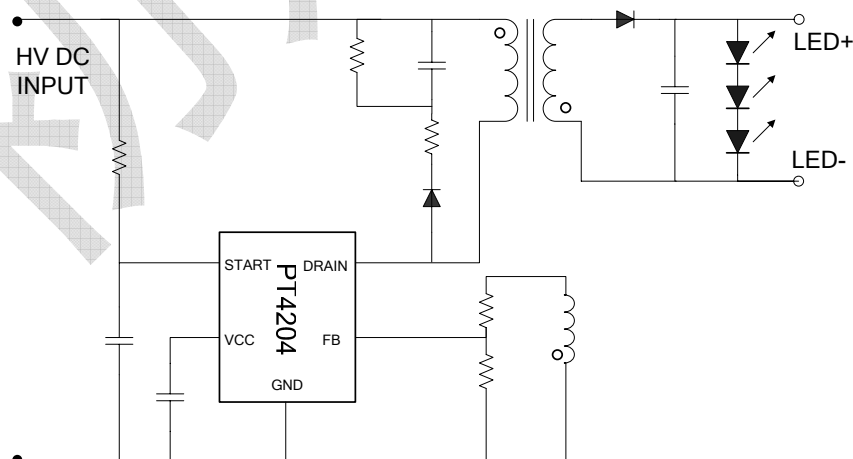 HV DC
INPUT
LED+
LED-
START
DRAIN
PT4204
VCC
FB
GND